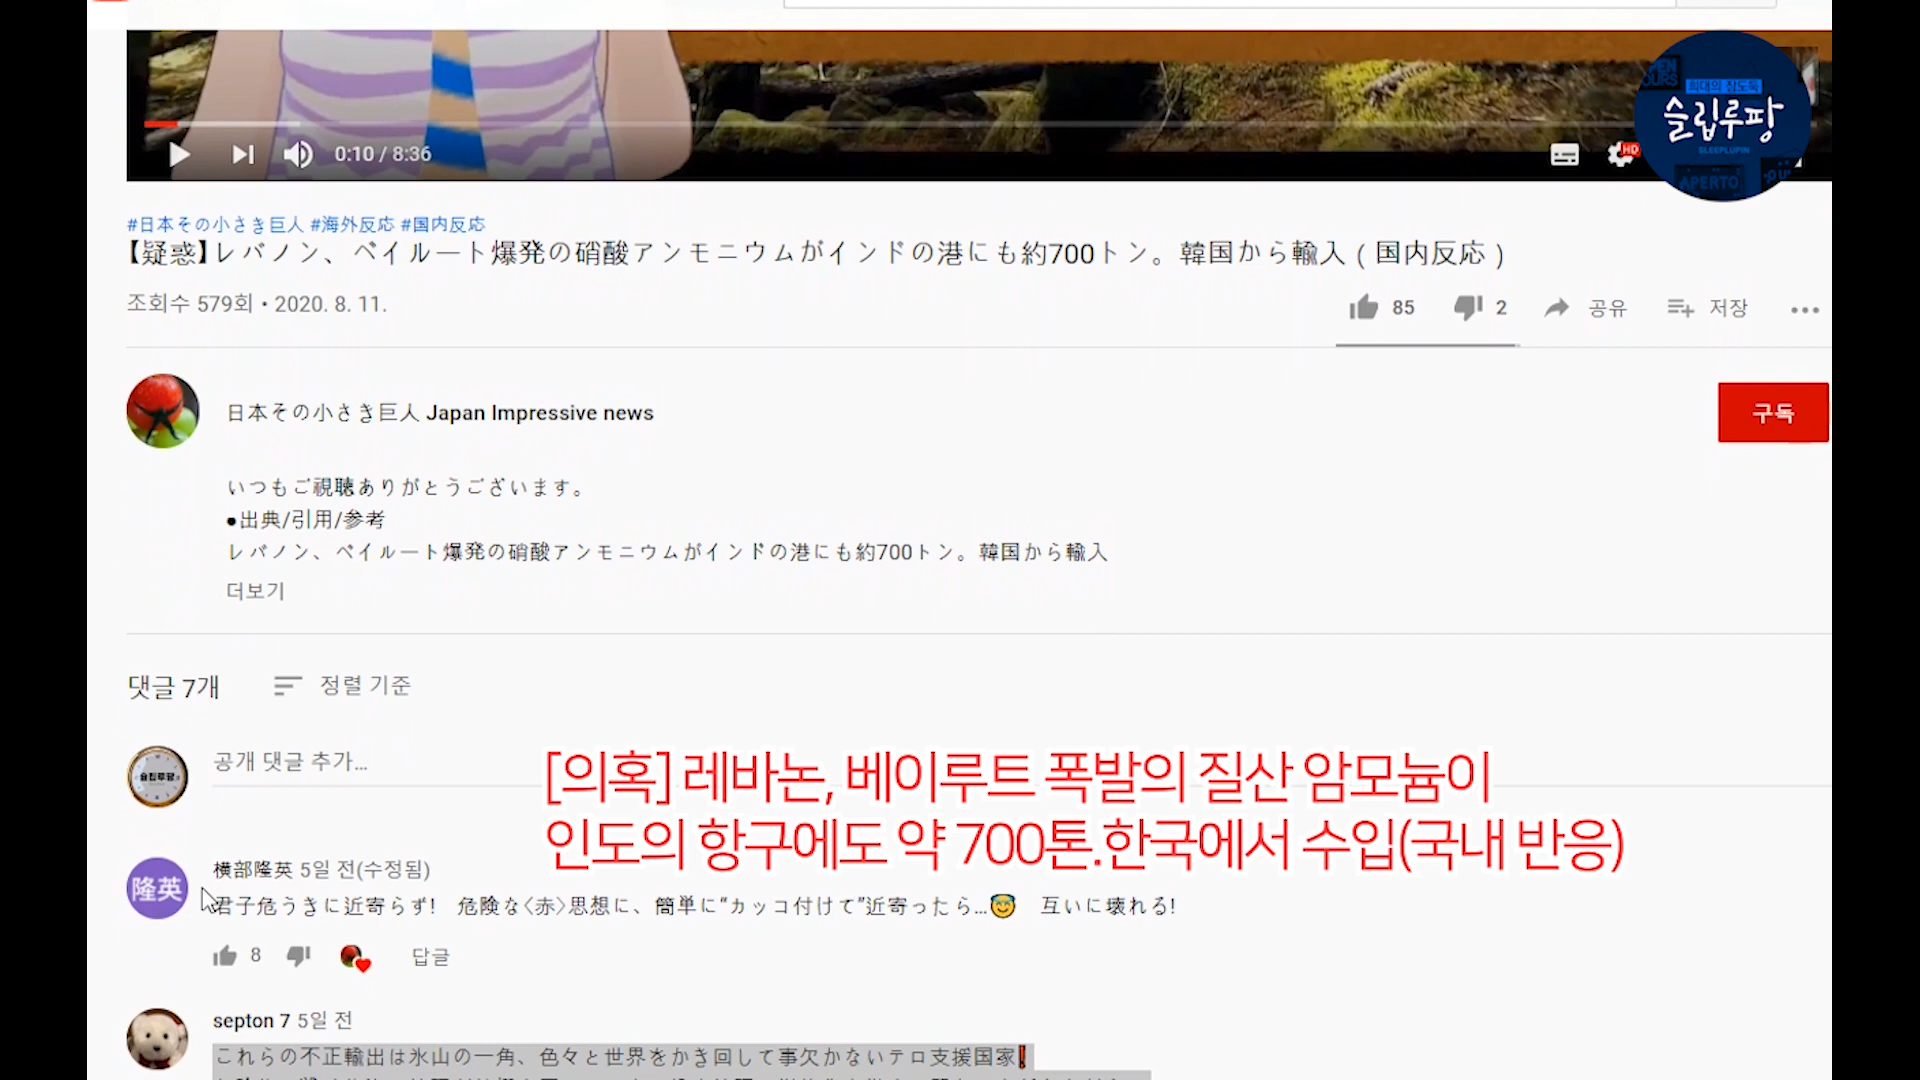 희대의 잠도둑
슬립루팡
SLEEPLUPIN
APERTO
0:10 / 8:36
HD
#日本その小さき巨人 #海外反応 #国内反応
【疑惑】レバノン、ベイルート爆発の硝酸アンモニウムがインドの港にも約700トン。韓国から輸入 ( 国内反応 )
조회수 579회 • 2020. 8. 11.
85
2
공유
저장
日本その小さき巨人 Japan Impressive news
구독
いつもご視聴ありがとうございます。
●出典/引用/参考
レバノン、ベイルート爆発の硝酸アンモニウムがインドの港にも約700トン。韓国から輸入
더보기
댓글 7개
정렬 기준
슬립루팡
공개 댓글 추가...
[의혹] 레바논, 베이루트 폭발의 질산 암모늄이
인도의 항구에도 약 700톤.한국에서 수입(국내 반응)
隆英
横部隆英 5일 전(수정됨)
君子危うきに近寄らず! 危険な〈赤〉思想に、簡単に“カッコ付けて”近寄ったら...😇 互いに壊れる!
8
답글
septon 7 5일 전
これらの不正輸出は氷山の一角、色々と世界をかき回して事欠かないテロ支援国家❗